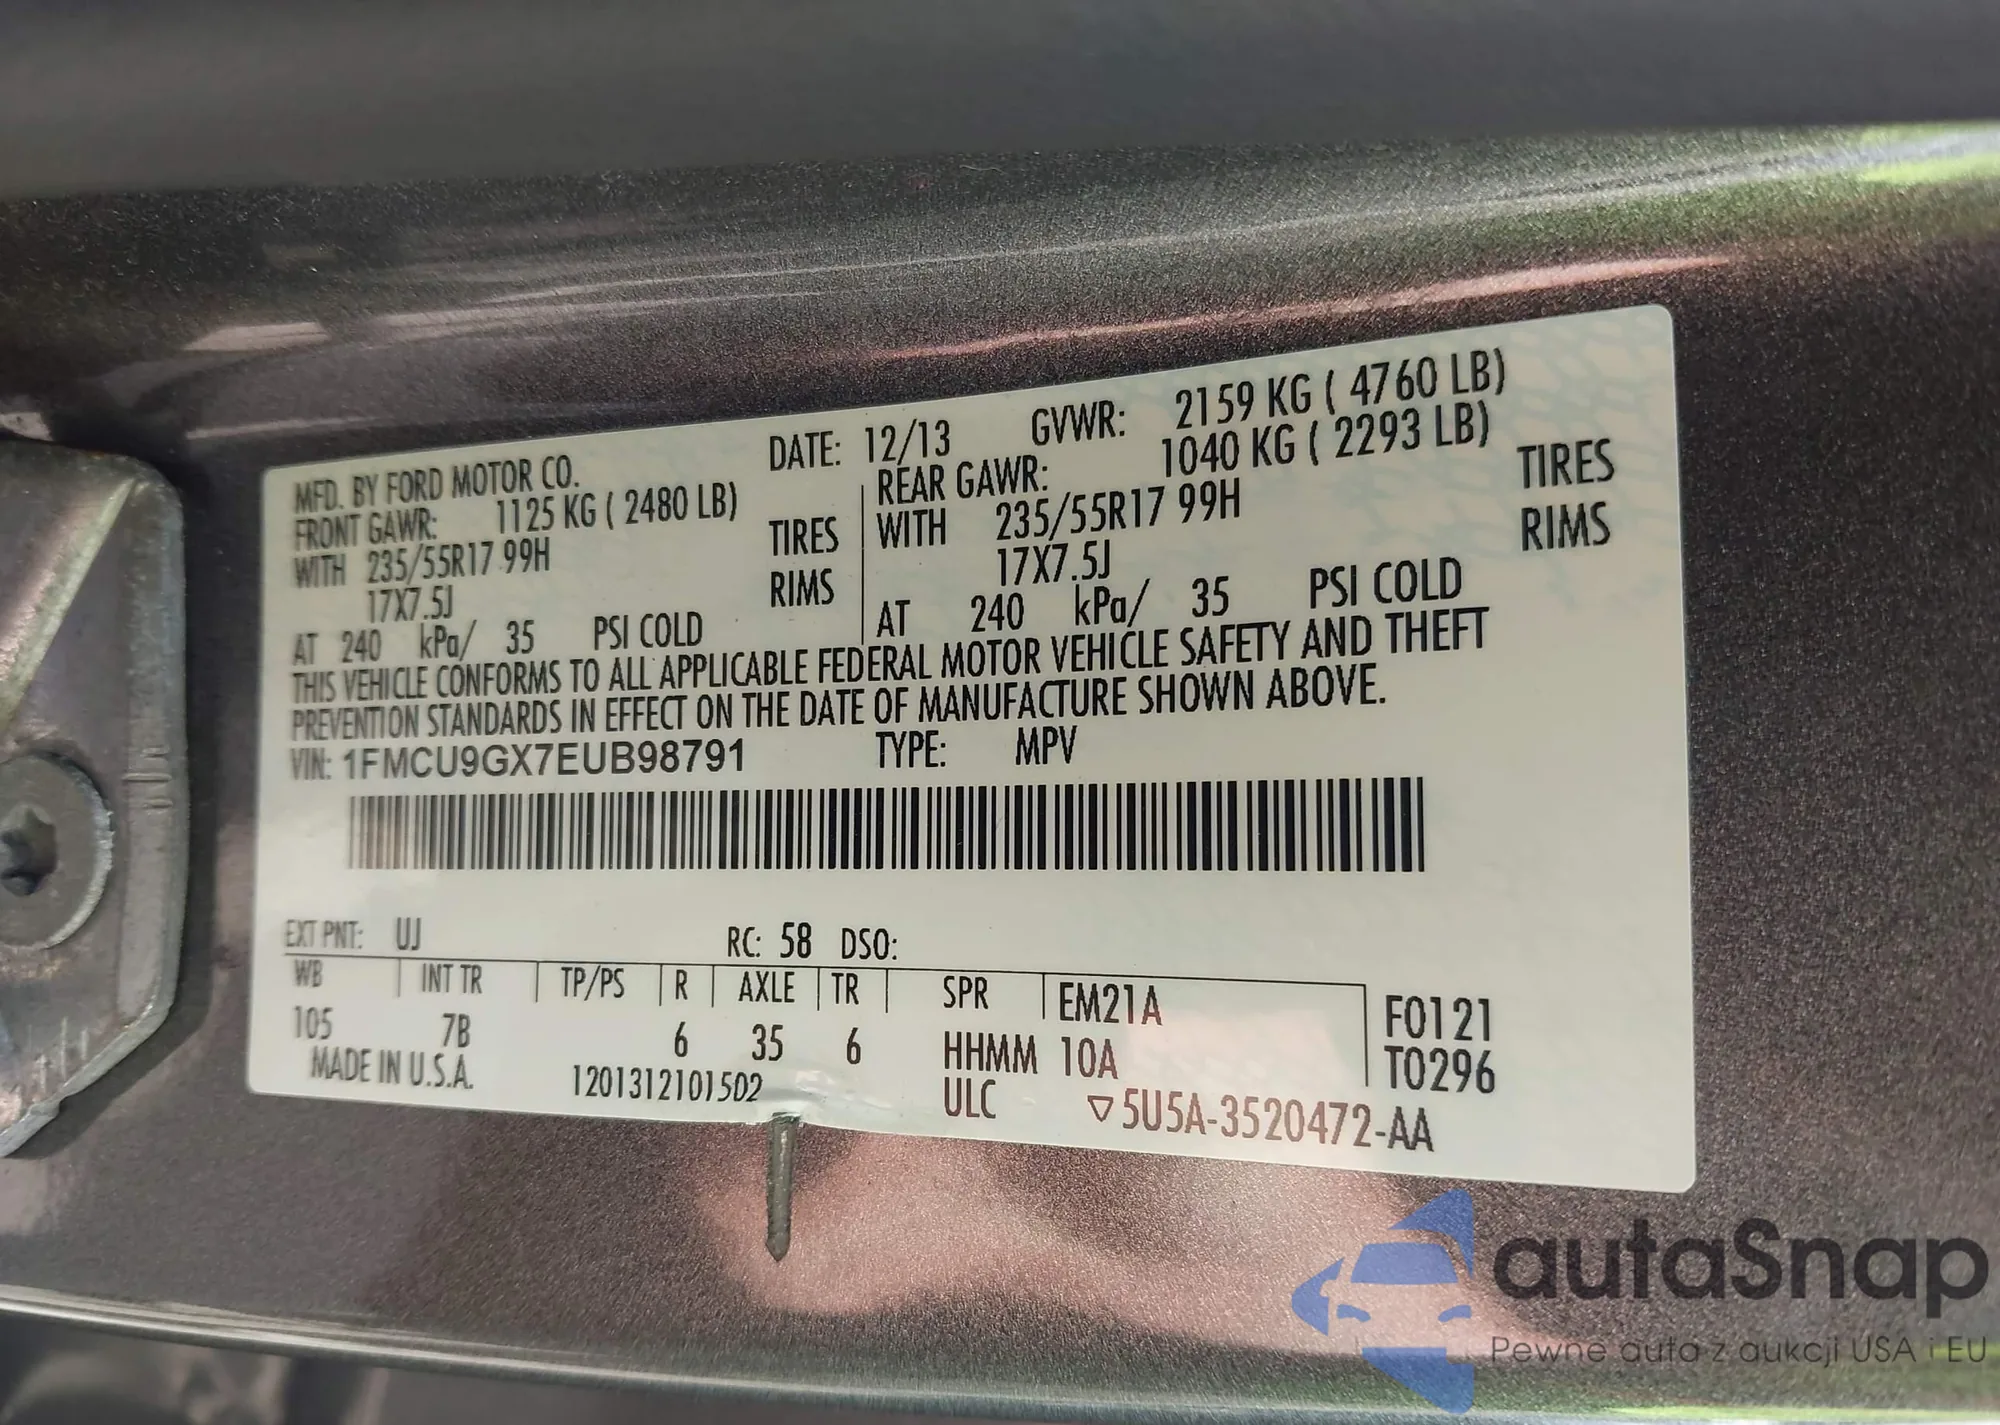 MFD. BY FORD MOTOR CO. DATE: 12/13 GVWR: 2159 KG ( 4760 LB)
FRONT GAWR: 1125 KG ( 2480 LB) REAR GAWR: 1040 KG ( 2293 LB)
WITH 235/55R17 99H TIRES WITH 235/55R17 99H TIRES
17X7.5J RIMS 17X7.5J RIMS
AT 240 kPa/ 35 PSI COLD AT 240 kPa/ 35 PSI COLD
THIS VEHICLE CONFORMS TO ALL APPLICABLE FEDERAL MOTOR VEHICLE SAFETY AND THEFT
PREVENTION STANDARDS IN EFFECT ON THE DATE OF MANUFACTURE SHOWN ABOVE.
VIN: 1FMCU9GX7EUB98791 TYPE: MPV
EXT PNT: UJ RC: 58 DSO:
WB INT TR TP/PS R AXLE TR SPR EM21A F0121
105 7B 6 35 6 HHMM 10A T0296
MADE IN U.S.A. 1201312101502 ULC ▽5U5A-3520472-AA
autaSnap
Pewne auta z aukcji USA i EU